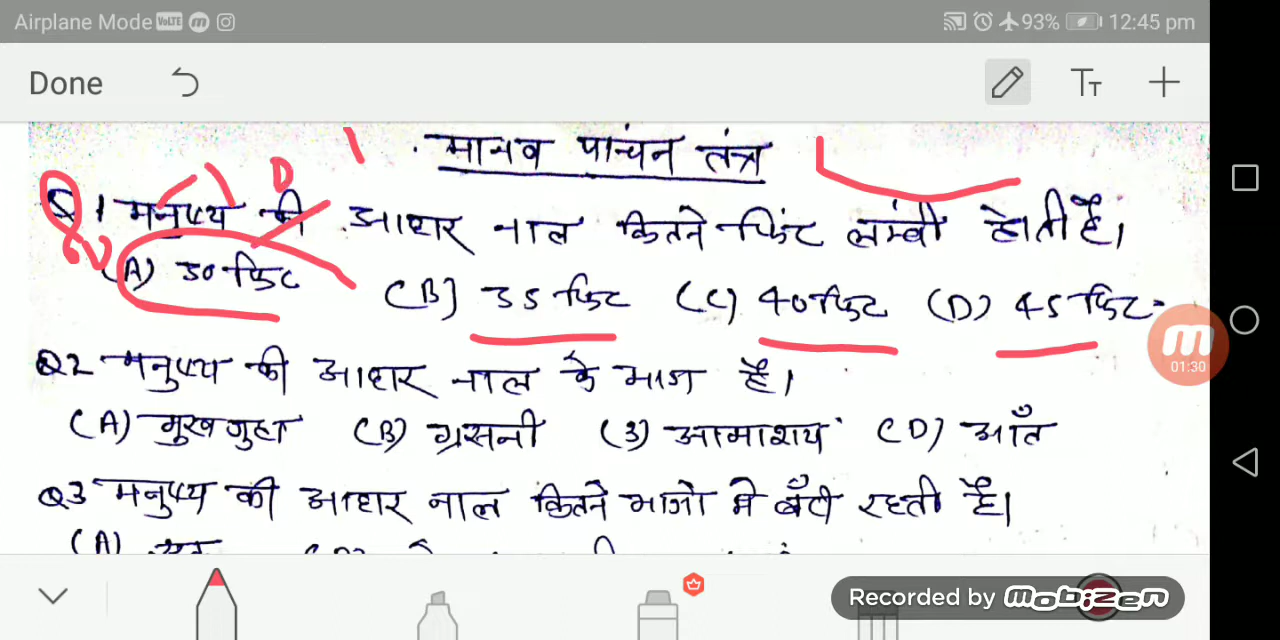 Airplane Mode VoLTE 93% 12:45 pm
Done
मानव पांचन तंत्र
D
Q1 मनुष्य की आहार नाल कितने फिंट लम्बी होती है।
(A) 30 फिट (B) 35 फिट (C) 40 फिट (D) 45 फिट
Q2 मनुष्य की आहार नाल के भाग है।
(A) मुखगुहा (B) ग्रसनी (3) आमाशय (D) आँत
Q3 मनुष्य की आहार नाल कितने भागो मे बँटी रहती है।
(A)
01:30
Recorded by mobizen